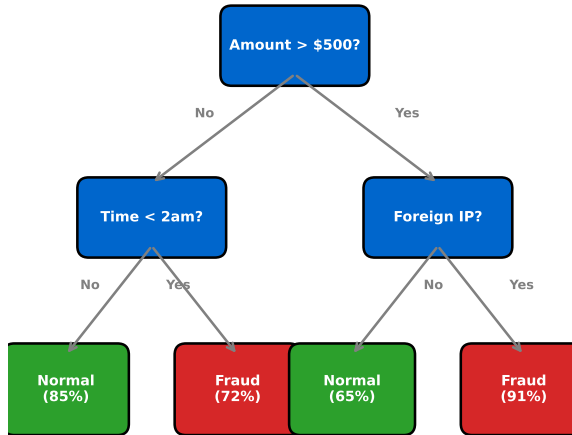 Amount > $500?
No
Yes
Time < 2am?
Foreign IP?
No
Yes
No
Yes
Normal
(85%)
Fraud
(72%)
Normal
(65%)
Fraud
(91%)